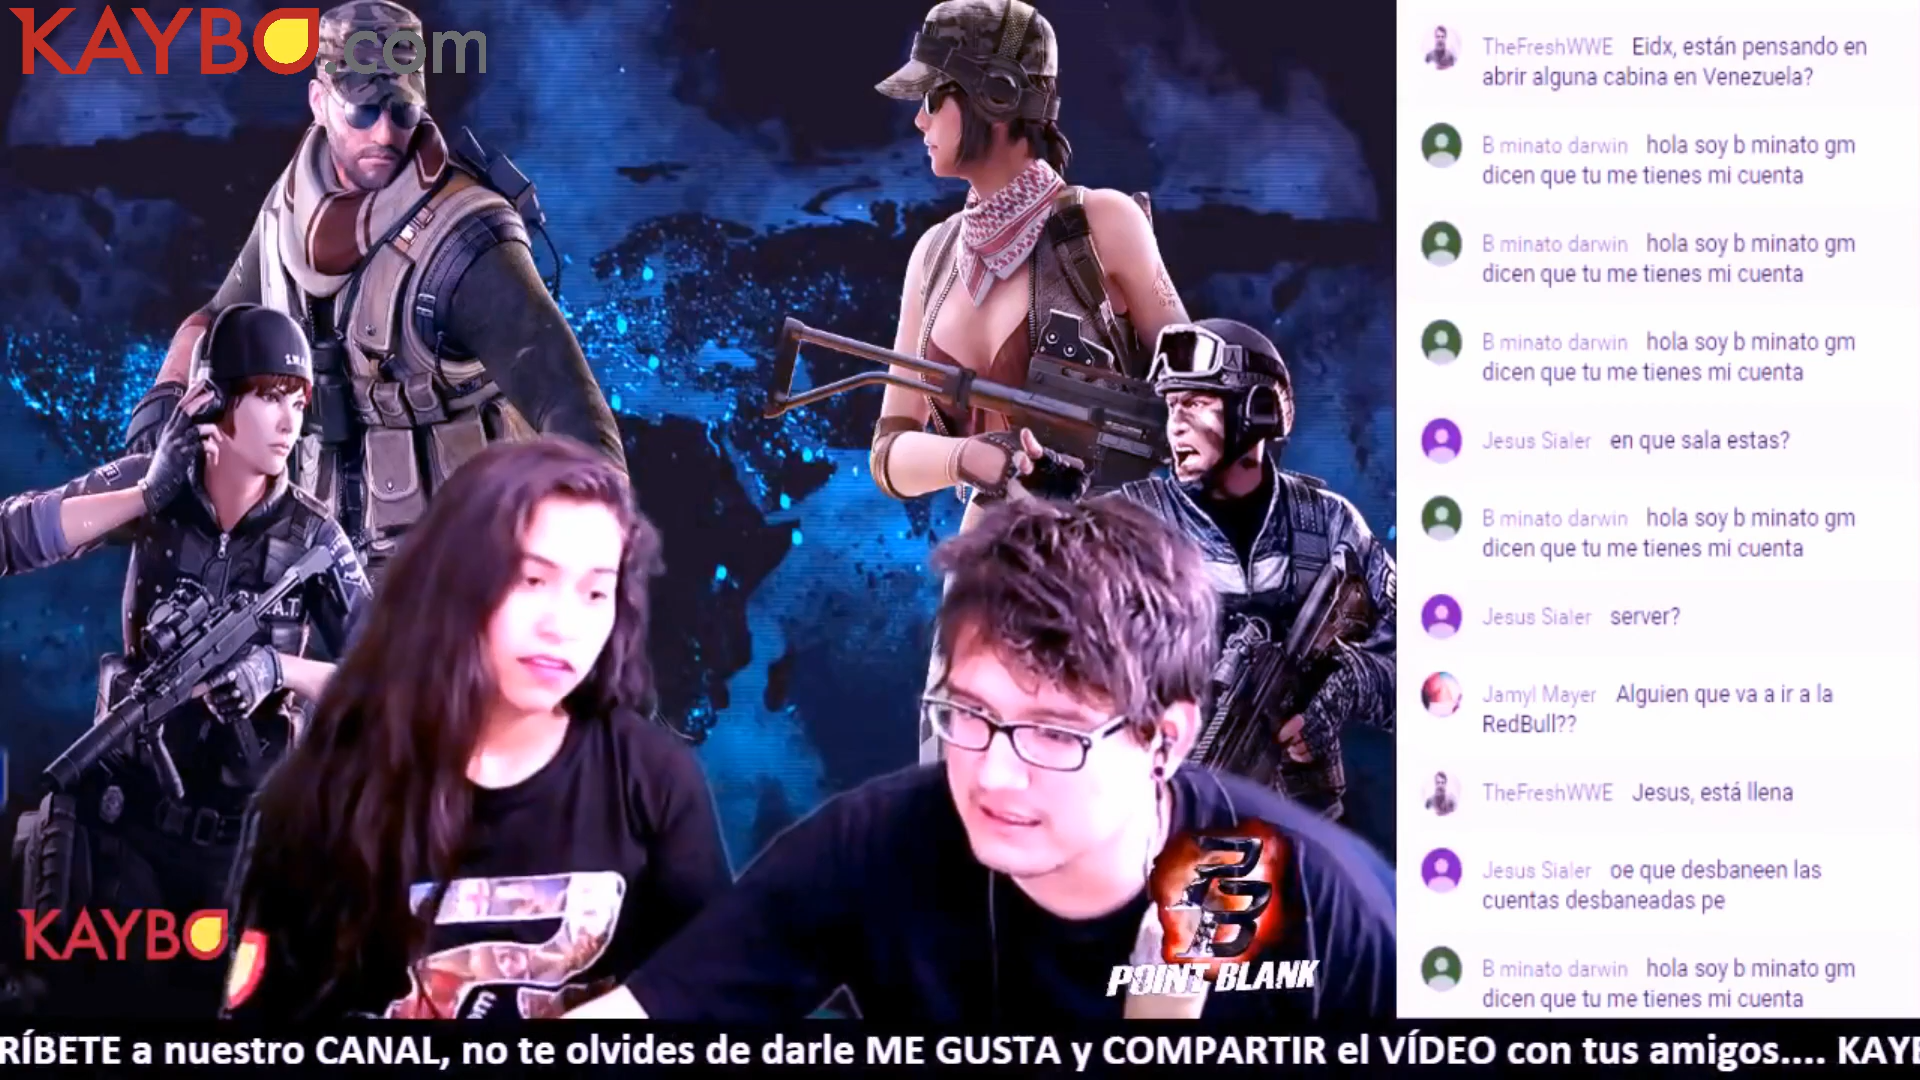 KAYBO.com
TheFreshWWE Eidx, están pensando en
abrir alguna cabina en Venezuela?
B minato darwin hola soy b minato gm
dicen que tu me tienes mi cuenta
B minato darwin hola soy b minato gm
dicen que tu me tienes mi cuenta
B minato darwin hola soy b minato gm
dicen que tu me tienes mi cuenta
Jesus Sialer en que sala estas?
B minato darwin hola soy b minato gm
dicen que tu me tienes mi cuenta
Jesus Sialer server?
Jamyl Mayer Alguien que va a ir a la
RedBull??
TheFreshWWE Jesus, está llena
Jesus Sialer oe que desbaneen las
cuentas desbaneadas pe
B minato darwin hola soy b minato gm
dicen que tu me tienes mi cuenta
S.W.A.T.
KAYBO
PB
POINT BLANK
RÍBETE a nuestro CANAL, no te olvides de darle ME GUSTA y COMPARTIR el VÍDEO con tus amigos.... KAYB